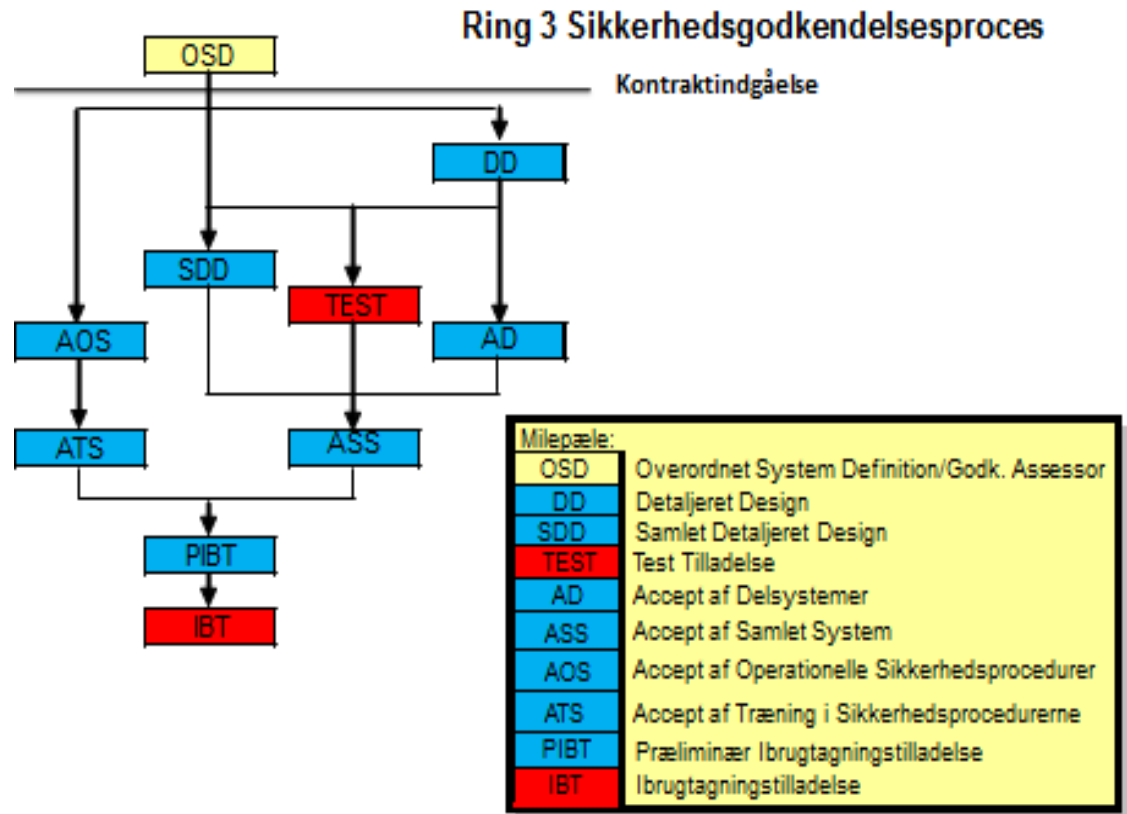 Ring 3 Sikkerhedsgodkendelsesproces
OSD
Kontraktindgåelse
DD
SDD
TEST
AOS
AD
ATS
ASS
PIBT
IBT
Milepæle:
OSD Overordnet System Definition/Godk. Assessor
DD Detaljeret Design
SDD Samlet Detaljeret Design
TEST Test Tilladelse
AD Accept af Delsystemer
ASS Accept af Samlet System
AOS Accept af Operationelle Sikkerhedsprocedurer
ATS Accept af Træning i Sikkerhedsprocedurerne
PIBT Præliminær Ibrugtagningstilladelse
IBT Ibrugtagningstilladelse